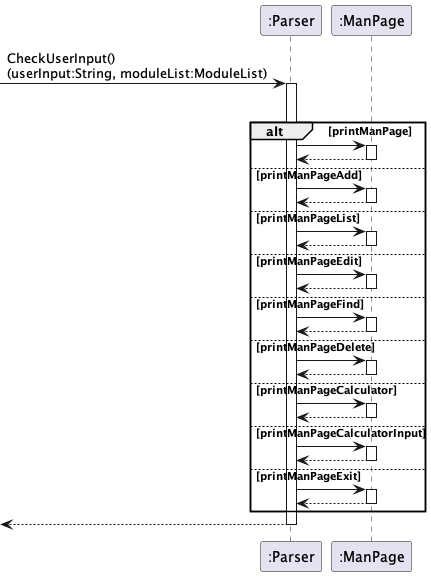 :Parser
:ManPage
CheckUserInput()
(userInput:String, moduleList:ModuleList)
alt
[printManPage]
[printManPageAdd]
[printManPageList]
[printManPageEdit]
[printManPageFind]
[printManPageDelete]
[printManPageCalculator]
[printManPageCalculatorInput]
[printManPageExit]
:Parser
:ManPage